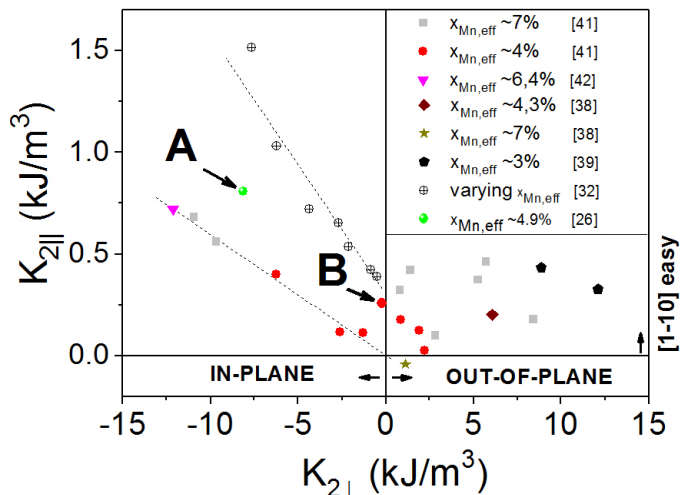 1.5
1.0
0.5
0.0
K2|| (kJ/m³)
xMn,eff ~7% [41]
xMn,eff ~4% [41]
xMn,eff ~6,4% [42]
xMn,eff ~4,3% [38]
xMn,eff ~7% [38]
xMn,eff ~3% [39]
varying xMn,eff [32]
xMn,eff ~4.9% [26]
A
B
[1-10] easy
IN-PLANE
OUT-OF-PLANE
-15 -10 -5 0 5 10 15
K2⊥ (kJ/m³)